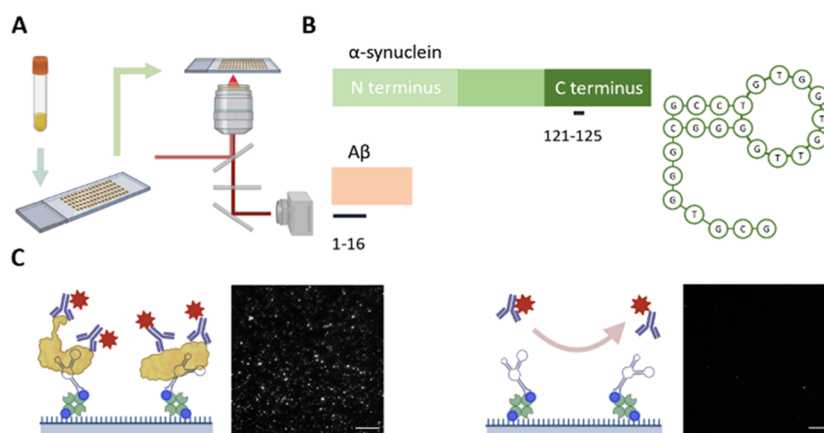 A
B
α-synuclein
N terminus
C terminus
121-125
Aβ
1-16
G C C T G T G G T G T T G G G G C G G G T G C G
C